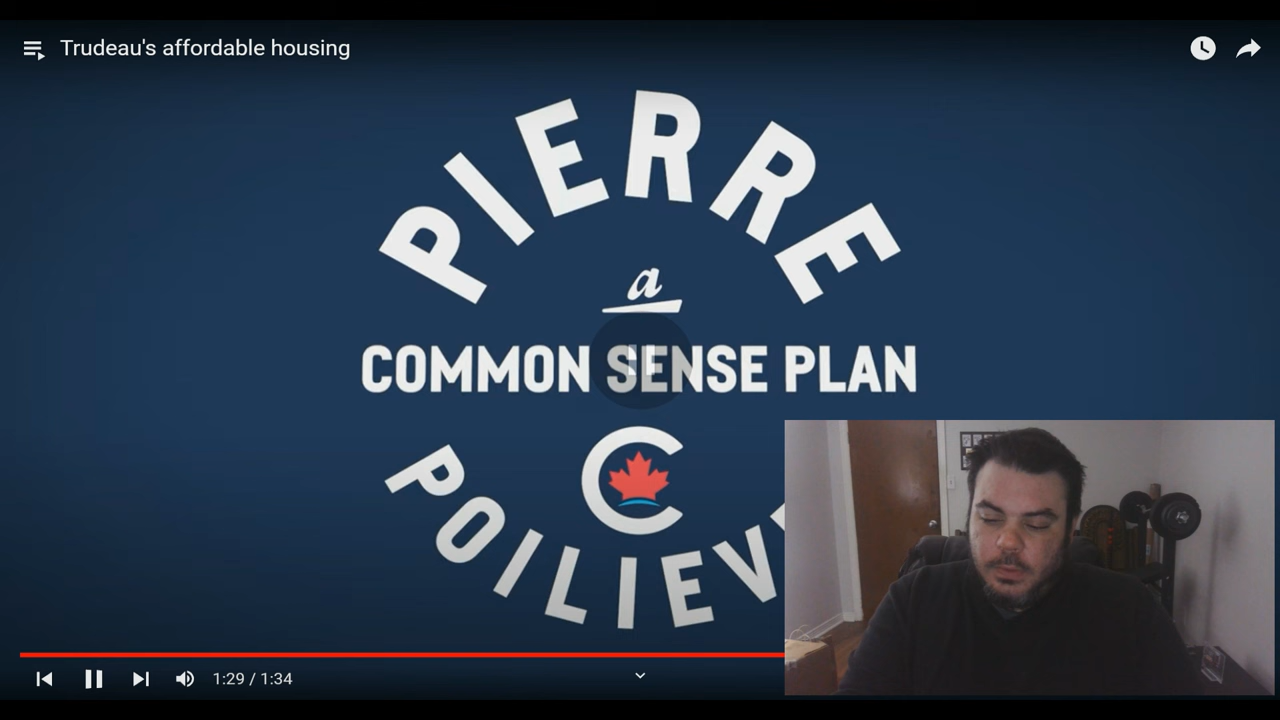 Trudeau's affordable housing
PIERRE
a
COMMON SENSE PLAN
POILIEV
1:29 / 1:34